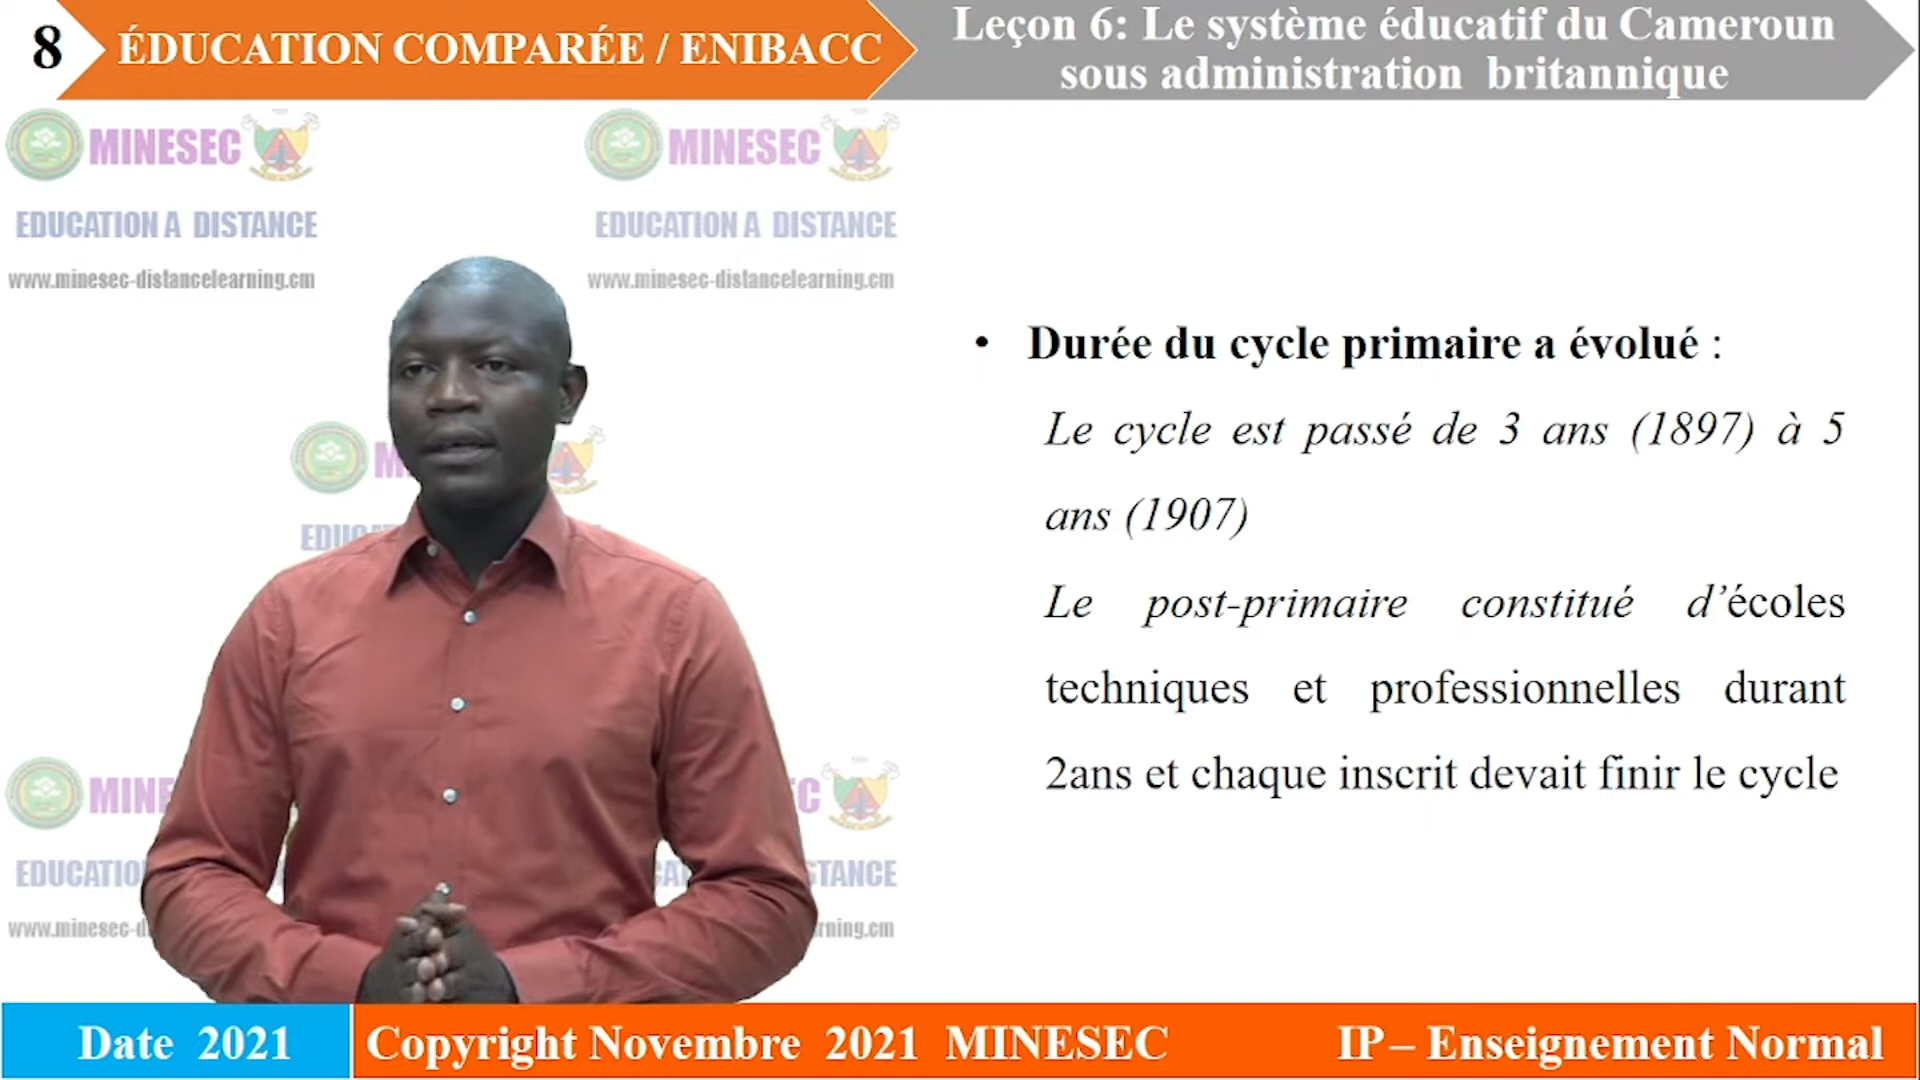 8
ÉDUCATION COMPARÉE / ENIBACC
Leçon 6: Le système éducatif du Cameroun
sous administration britannique
MINESEC
EDUCATION A DISTANCE
www.minesec-distancelearning.cm
MINESEC
EDUCATION A DISTANCE
www.minesec-distancelearning.cm
• Durée du cycle primaire a évolué :
Le cycle est passé de 3 ans (1897) à 5
ans (1907)
Le post-primaire constitué d’écoles
techniques et professionnelles durant
2ans et chaque inscrit devait finir le cycle
Date 2021
Copyright Novembre 2021 MINESEC
IP – Enseignement Normal